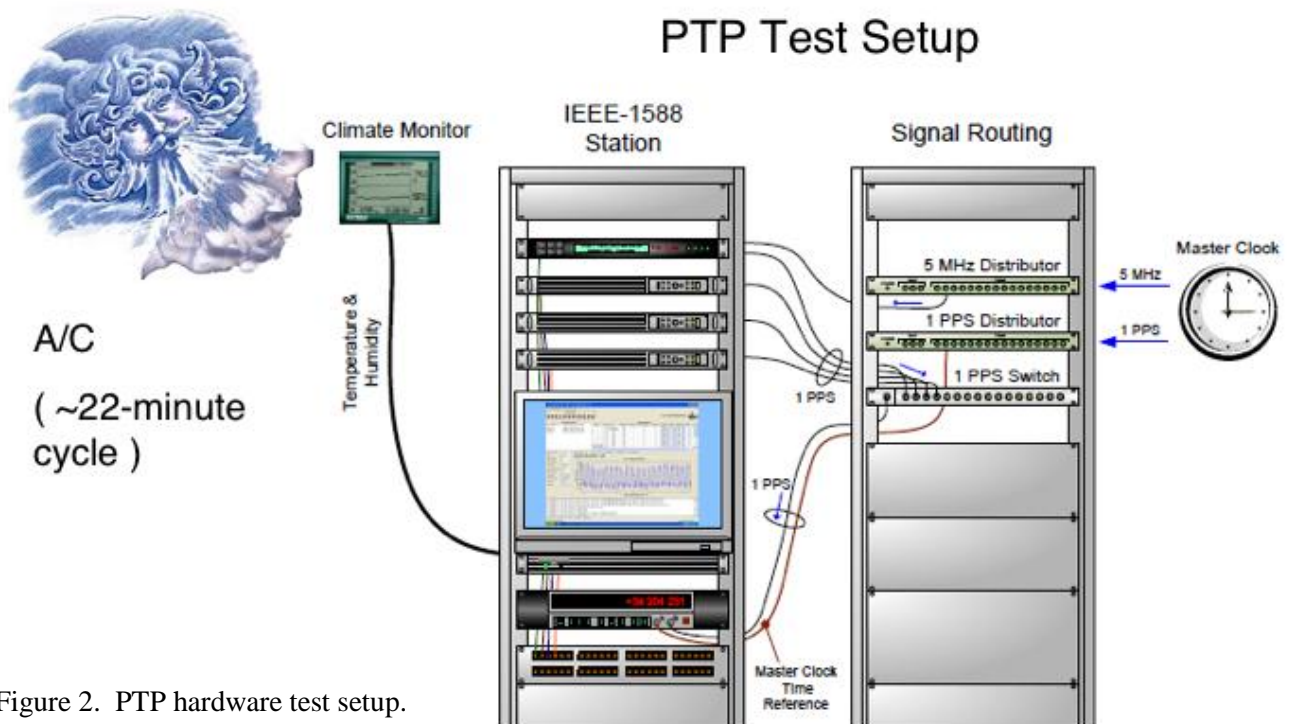 PTP Test Setup
Climate Monitor
IEEE-1588
Station
Signal Routing
Master Clock
5 MHz Distributor
5 MHz
1 PPS Distributor
1 PPS
1 PPS Switch
1 PPS
Temperature &
Humidity
A/C
( ~22-minute
cycle )
1 PPS
Master Clock
Time
Reference
Figure 2. PTP hardware test setup.